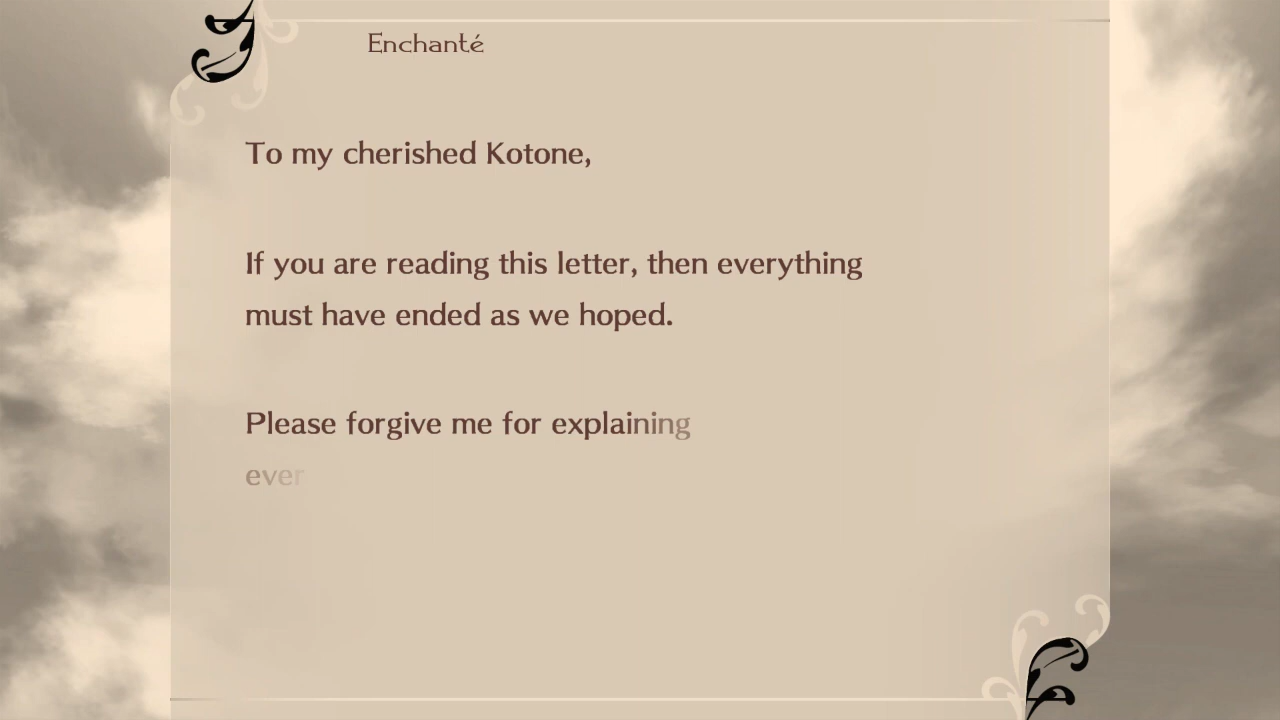 Enchanté
To my cherished Kotone,
If you are reading this letter, then everything
must have ended as we hoped.
Please forgive me for explaining
ever